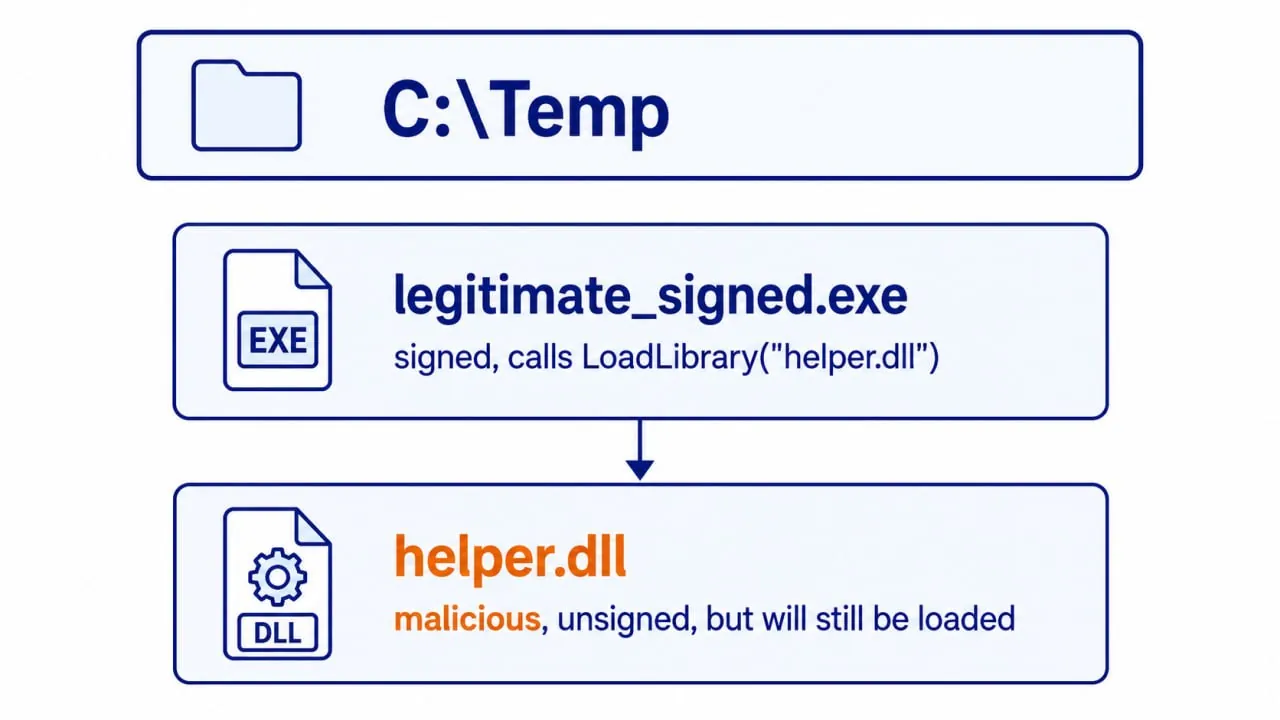 C:\Temp
EXE
legitimate_signed.exe
signed, calls LoadLibrary("helper.dll")
DLL
helper.dll
malicious, unsigned, but will still be loaded